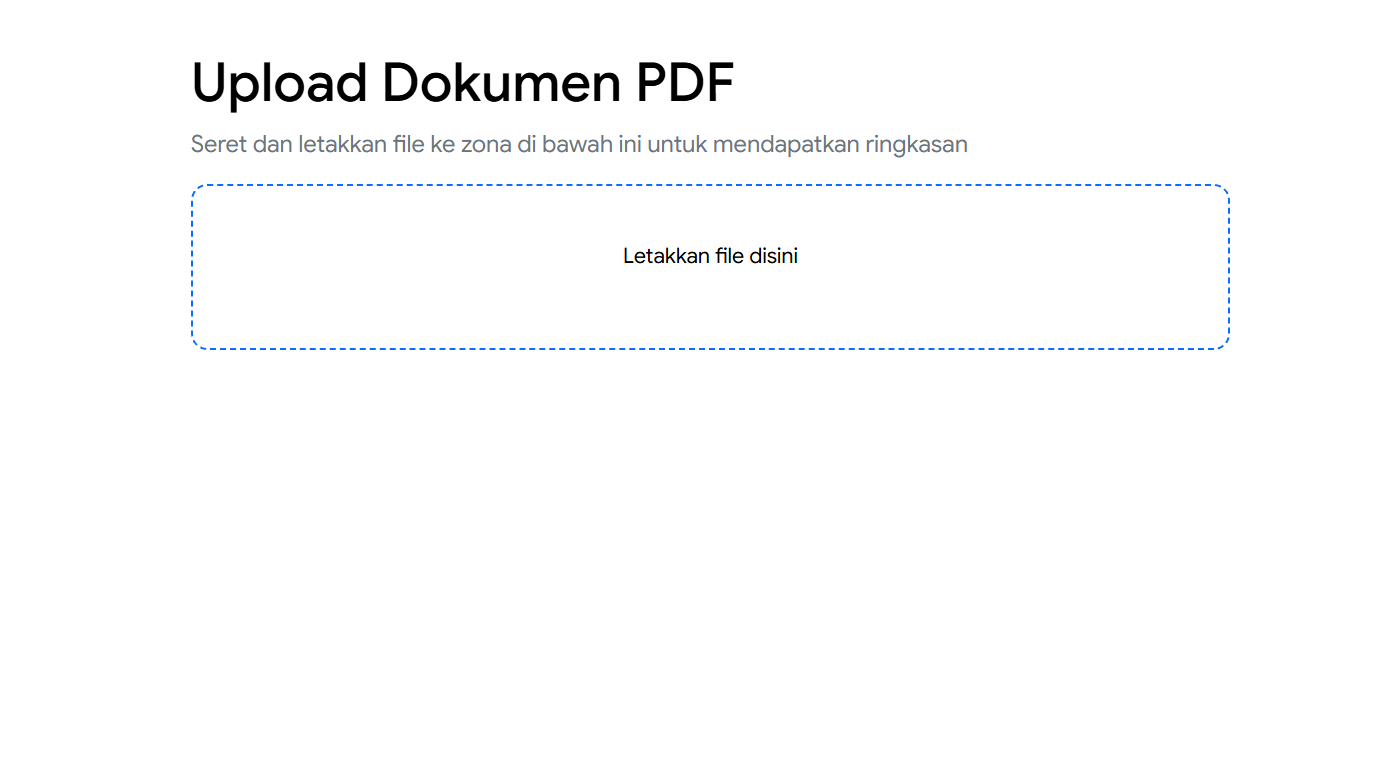 Upload Dokumen PDF
Seret dan letakkan file ke zona di bawah ini untuk mendapatkan ringkasan
Letakkan file disini